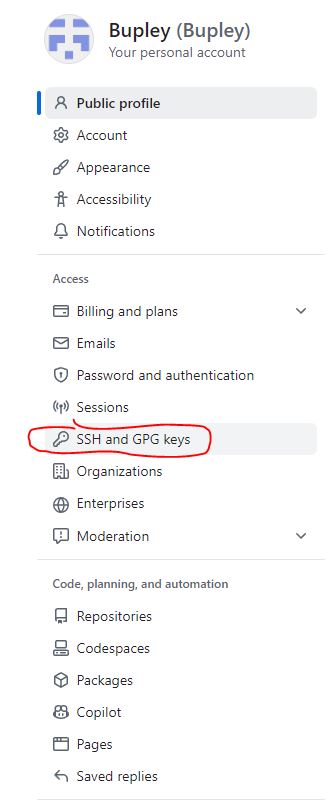 Bupley (Bupley)
Your personal account
Public profile
Account
Appearance
Accessibility
Notifications
Access
Billing and plans
Emails
Password and authentication
Sessions
SSH and GPG keys
Organizations
Enterprises
Moderation
Code, planning, and automation
Repositories
Codespaces
Packages
Copilot
Pages
Saved replies